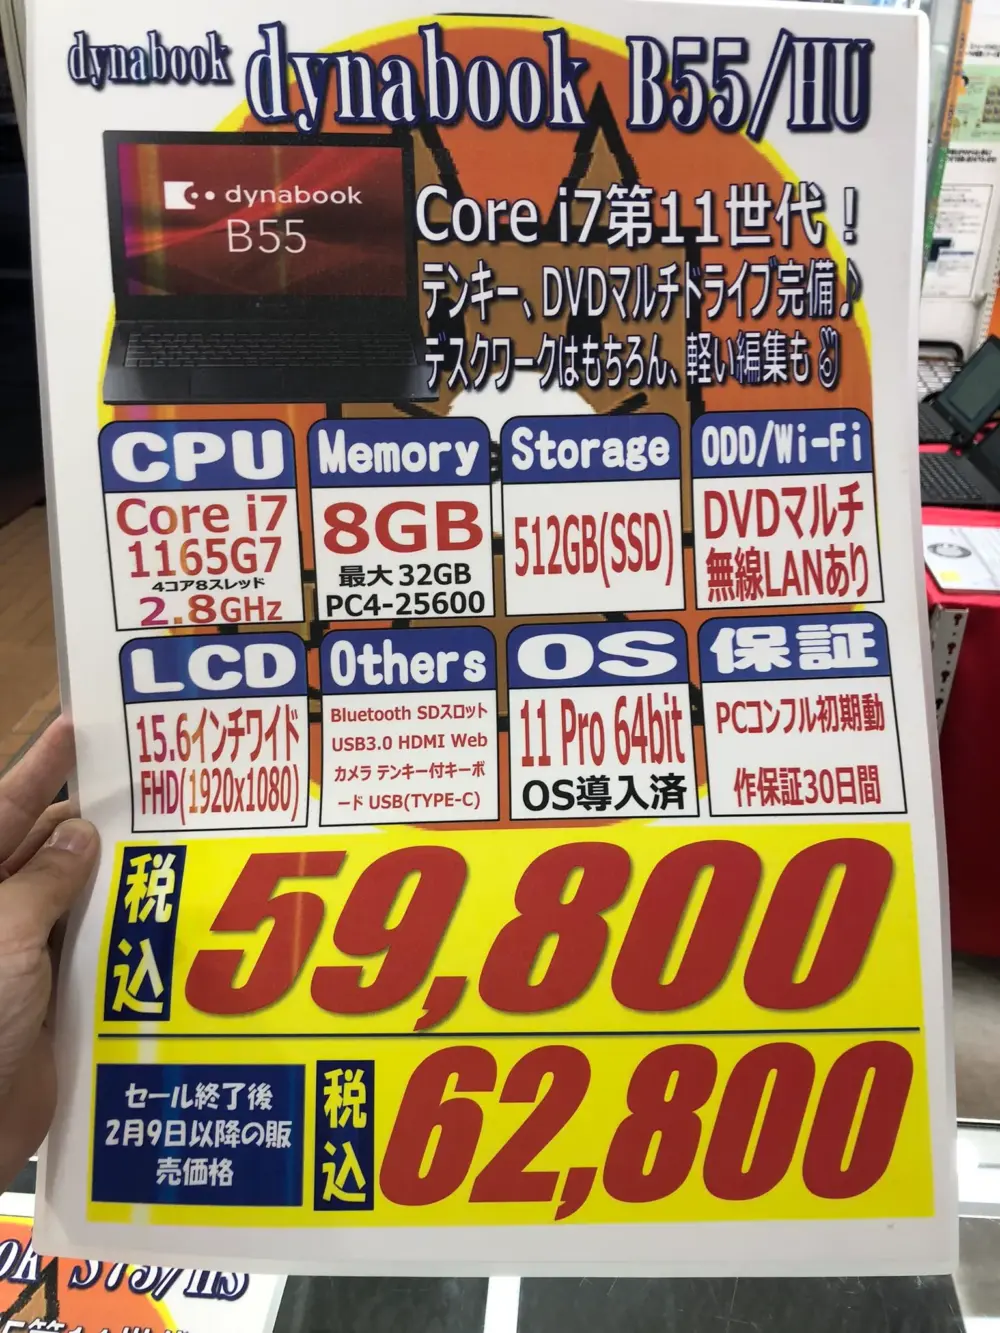 dynabook dynabook B55/HU
dynabook
B55
Core i7第11世代！
テンキー、DVDマルチドライブ完備♪
デスクワークはもちろん、軽い編集も✌
CPU
Core i7
1165G7
4コア8スレッド
2.8GHz
Memory
8GB
最大 32GB
PC4-25600
Storage
512GB(SSD)
ODD/Wi-Fi
DVDマルチ
無線LANあり
LCD
15.6インチワイド
FHD(1920x1080)
Others
Bluetooth SDスロット
USB3.0 HDMI Web
カメラ テンキー付キーボ
ード USB(TYPE-C)
OS
11 Pro 64bit
OS導入済
保証
PCコンフル初期動
作保証30日間
税込
59,800
セール終了後
2月9日以降の販
売価格
税込
62,800
ok S73/HS